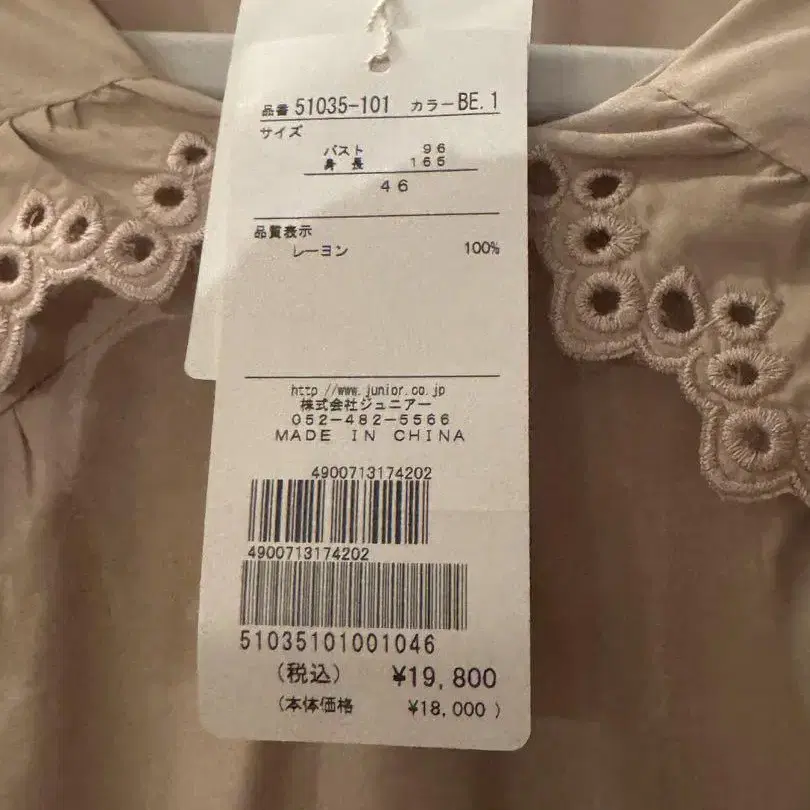 品番 51035-101 カラー BE.1
サイズ
バスト 96
身長 165
46
品質表示
レーヨン 100%
http //www.junior.co.jp
株式会社ジュニアー
052-482-5566
MADE IN CHINA
4900713174202
4900713174202
51035101001046
(税込) ¥19,800
(本体価格 ¥18,000 )